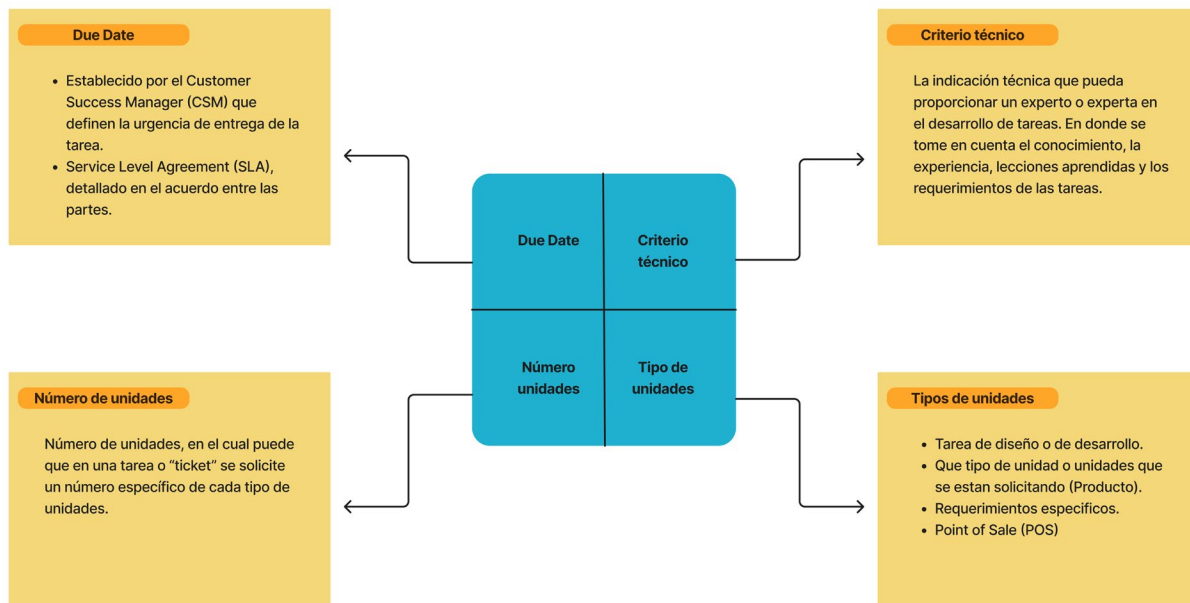 Due Date
• Establecido por el Customer
Success Manager (CSM) que
definen la urgencia de entrega de la
tarea.
• Service Level Agreement (SLA),
detallado en el acuerdo entre las
partes.
Criterio técnico
La indicación técnica que pueda
proporcionar un experto o experta en
el desarrollo de tareas. En donde se
tome en cuenta el conocimiento, la
experiencia, lecciones aprendidas y los
requerimientos de las tareas.
Due Date
Criterio
técnico
Número
unidades
Tipo de
unidades
Número de unidades
Número de unidades, en el cual puede
que en una tarea o “ticket” se solicite
un número específico de cada tipo de
unidades.
Tipos de unidades
• Tarea de diseño o de desarrollo.
• Que tipo de unidad o unidades que
se estan solicitando (Producto).
• Requerimientos especificos.
• Point of Sale (POS)